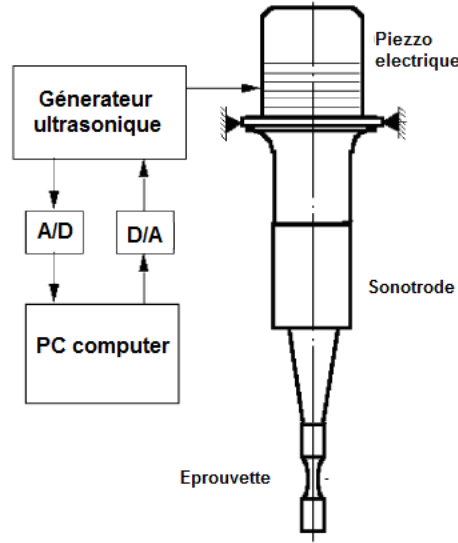 Piezzo
electrique
Génerateur
ultrasonique
A/D
D/A
PC computer
Sonotrode
Eprouvette